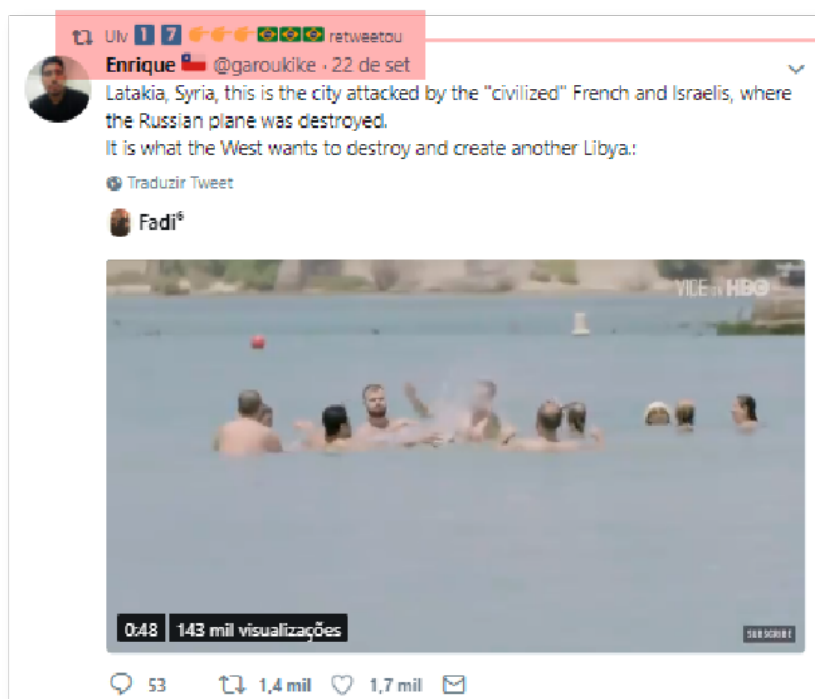 Ulv 1 7 👉👉👉🇧🇷🇧🇷🇧🇷 retweetou
Enrique 🇨🇱 @garoukike · 22 de set
Latakia, Syria, this is the city attacked by the "civilized" French and Israelis, where
the Russian plane was destroyed.
It is what the West wants to destroy and create another Libya.:
Traduzir Tweet
Fadi
VICE ON HBO
0:48 143 mil visualizações
SUBSCRIBE
53 1,4 mil 1,7 mil